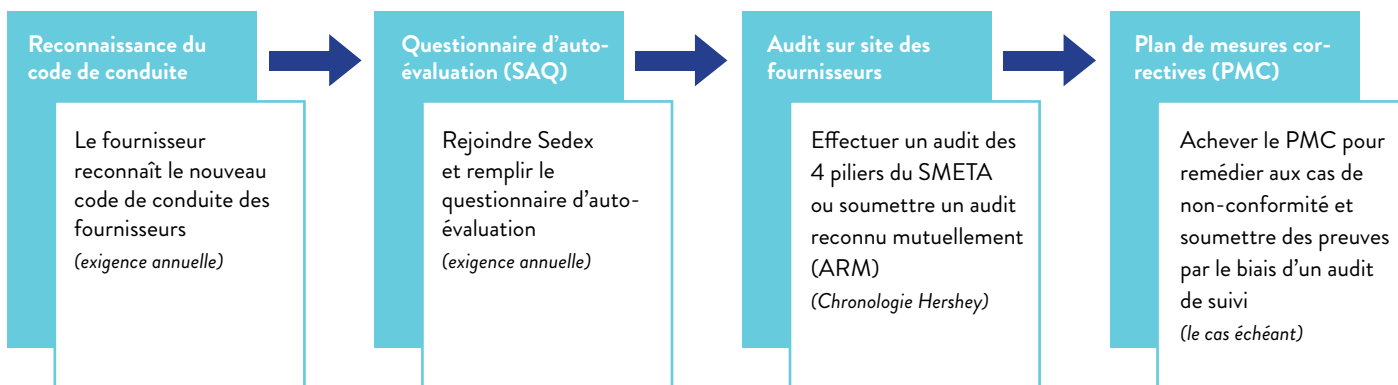 Reconnaissance du
code de conduite
Le fournisseur
reconnaît le nouveau
code de conduite des
fournisseurs
(exigence annuelle)
Questionnaire d’auto-
évaluation (SAQ)
Rejoindre Sedex
et remplir le
questionnaire d’auto-
évaluation
(exigence annuelle)
Audit sur site des
fournisseurs
Effectuer un audit des
4 piliers du SMETA
ou soumettre un audit
reconnu mutuellement
(ARM)
(Chronologie Hershey)
Plan de mesures cor-
rectives (PMC)
Achever le PMC pour
remédier aux cas de
non-conformité et
soumettre des preuves
par le biais d’un audit
de suivi
(le cas échéant)